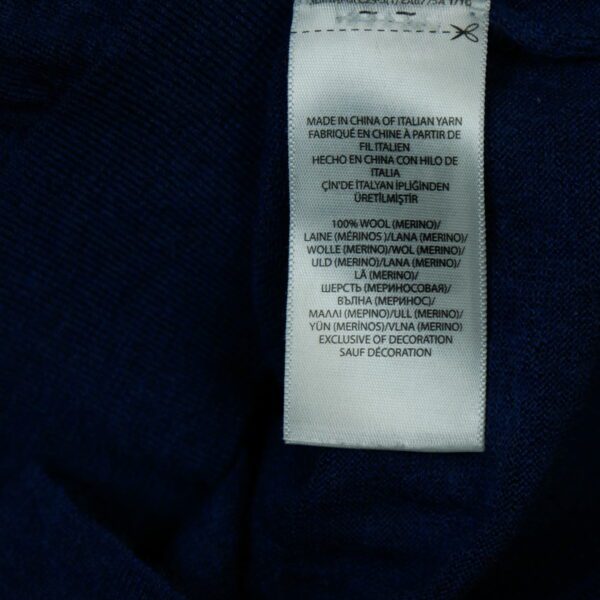 MADE IN CHINA OF ITALIAN YARN
FABRIQUÉ EN CHINE À PARTIR DE
FIL ITALIEN
HECHO EN CHINA CON HILO DE
ITALIA
ÇİN'DE İTALYAN İPLİĞİNDEN
ÜRETİLMİŞTİR
100% WOOL (MERINO)/
LAINE (MÉRINOS )/LANA (MERINO)/
WOLLE (MERINO)/WOL (MERINO)/
ULD (MERINO)/LANA (MERINO)/
LÃ (MERINO)/
ШЕРСТЬ (МЕРИНОСОВАЯ)/
ВЪЛНА (МЕРИНОС)/
ΜΑΛΛΙ (ΜΕΡΙΝΟ)/ULL (MERINO)/
YÜN (MERİNOS)/VLNA (MERINO)
EXCLUSIVE OF DECORATION
SAUF DÉCORATION